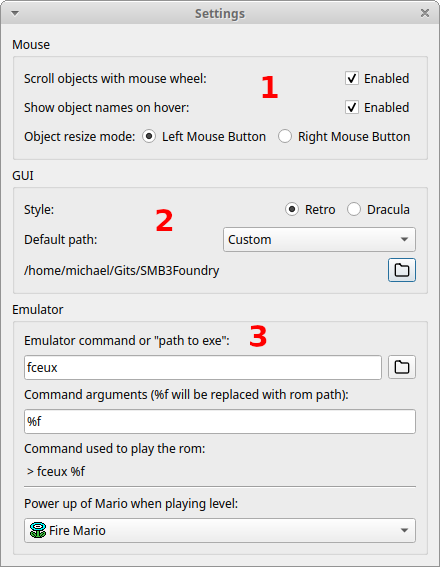 Settings
Mouse
Scroll objects with mouse wheel: Enabled
1
Show object names on hover: Enabled
Object resize mode: Left Mouse Button Right Mouse Button
GUI
Style: Retro Dracula
2
Default path: Custom
/home/michael/Gits/SMB3Foundry
Emulator
3
Emulator command or "path to exe":
fceux
Command arguments (%f will be replaced with rom path):
%f
Command used to play the rom:
> fceux %f
Power up of Mario when playing level:
Fire Mario